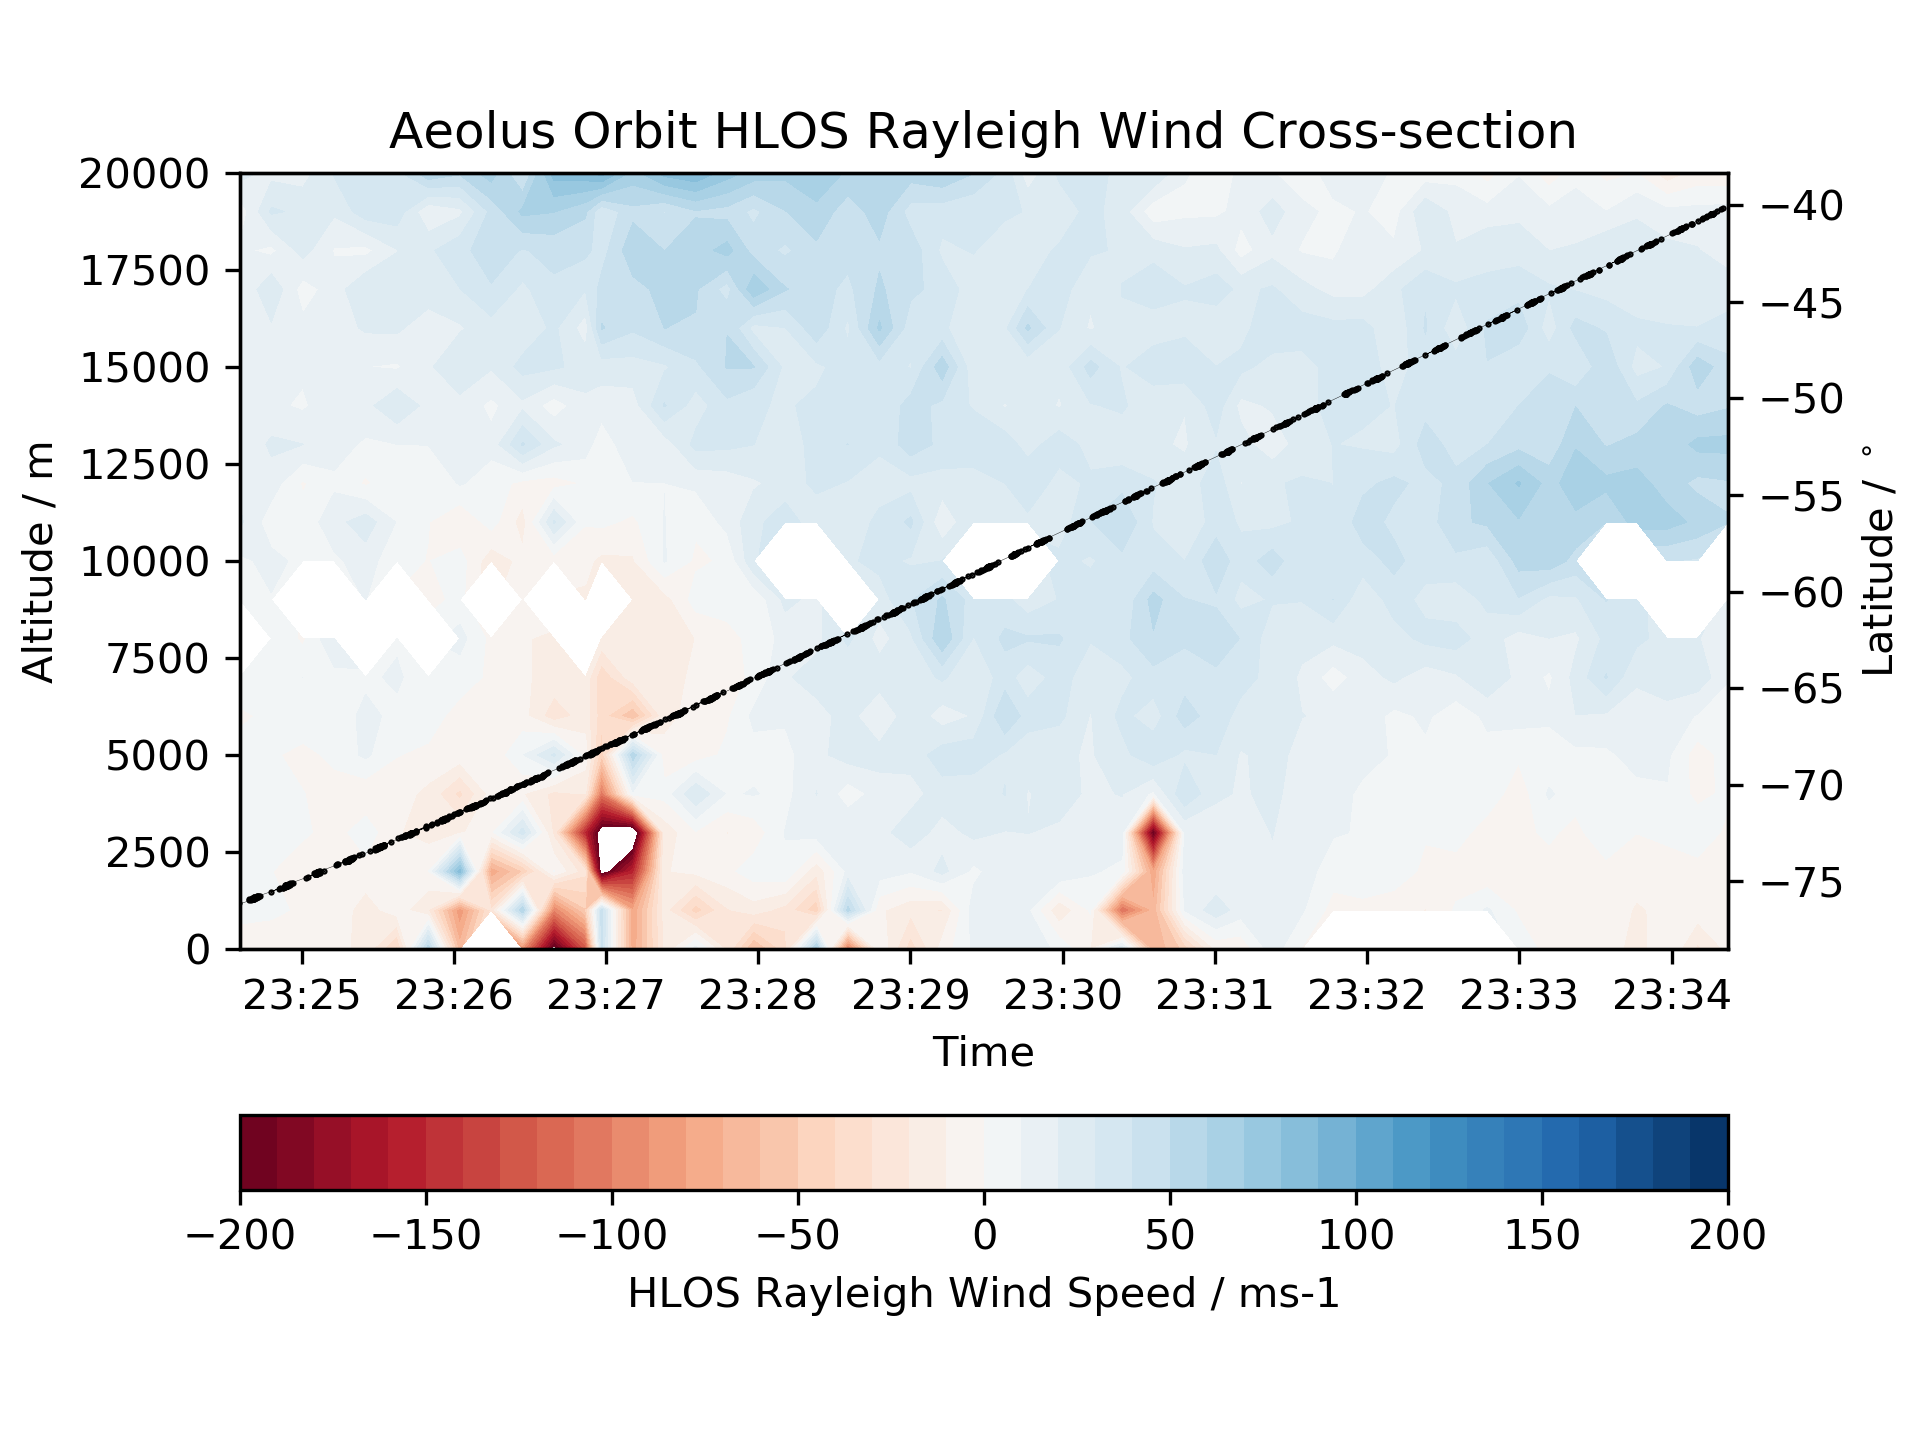 Aeolus Orbit HLOS Rayleigh Wind Cross-section
20000
17500
15000
12500
10000
7500
5000
2500
0
Altitude / m
−40
−45
−50
−55
−60
−65
−70
−75
Latitude / °
23:25 23:26 23:27 23:28 23:29 23:30 23:31 23:32 23:33 23:34
Time
−200 −150 −100 −50 0 50 100 150 200
HLOS Rayleigh Wind Speed / ms-1